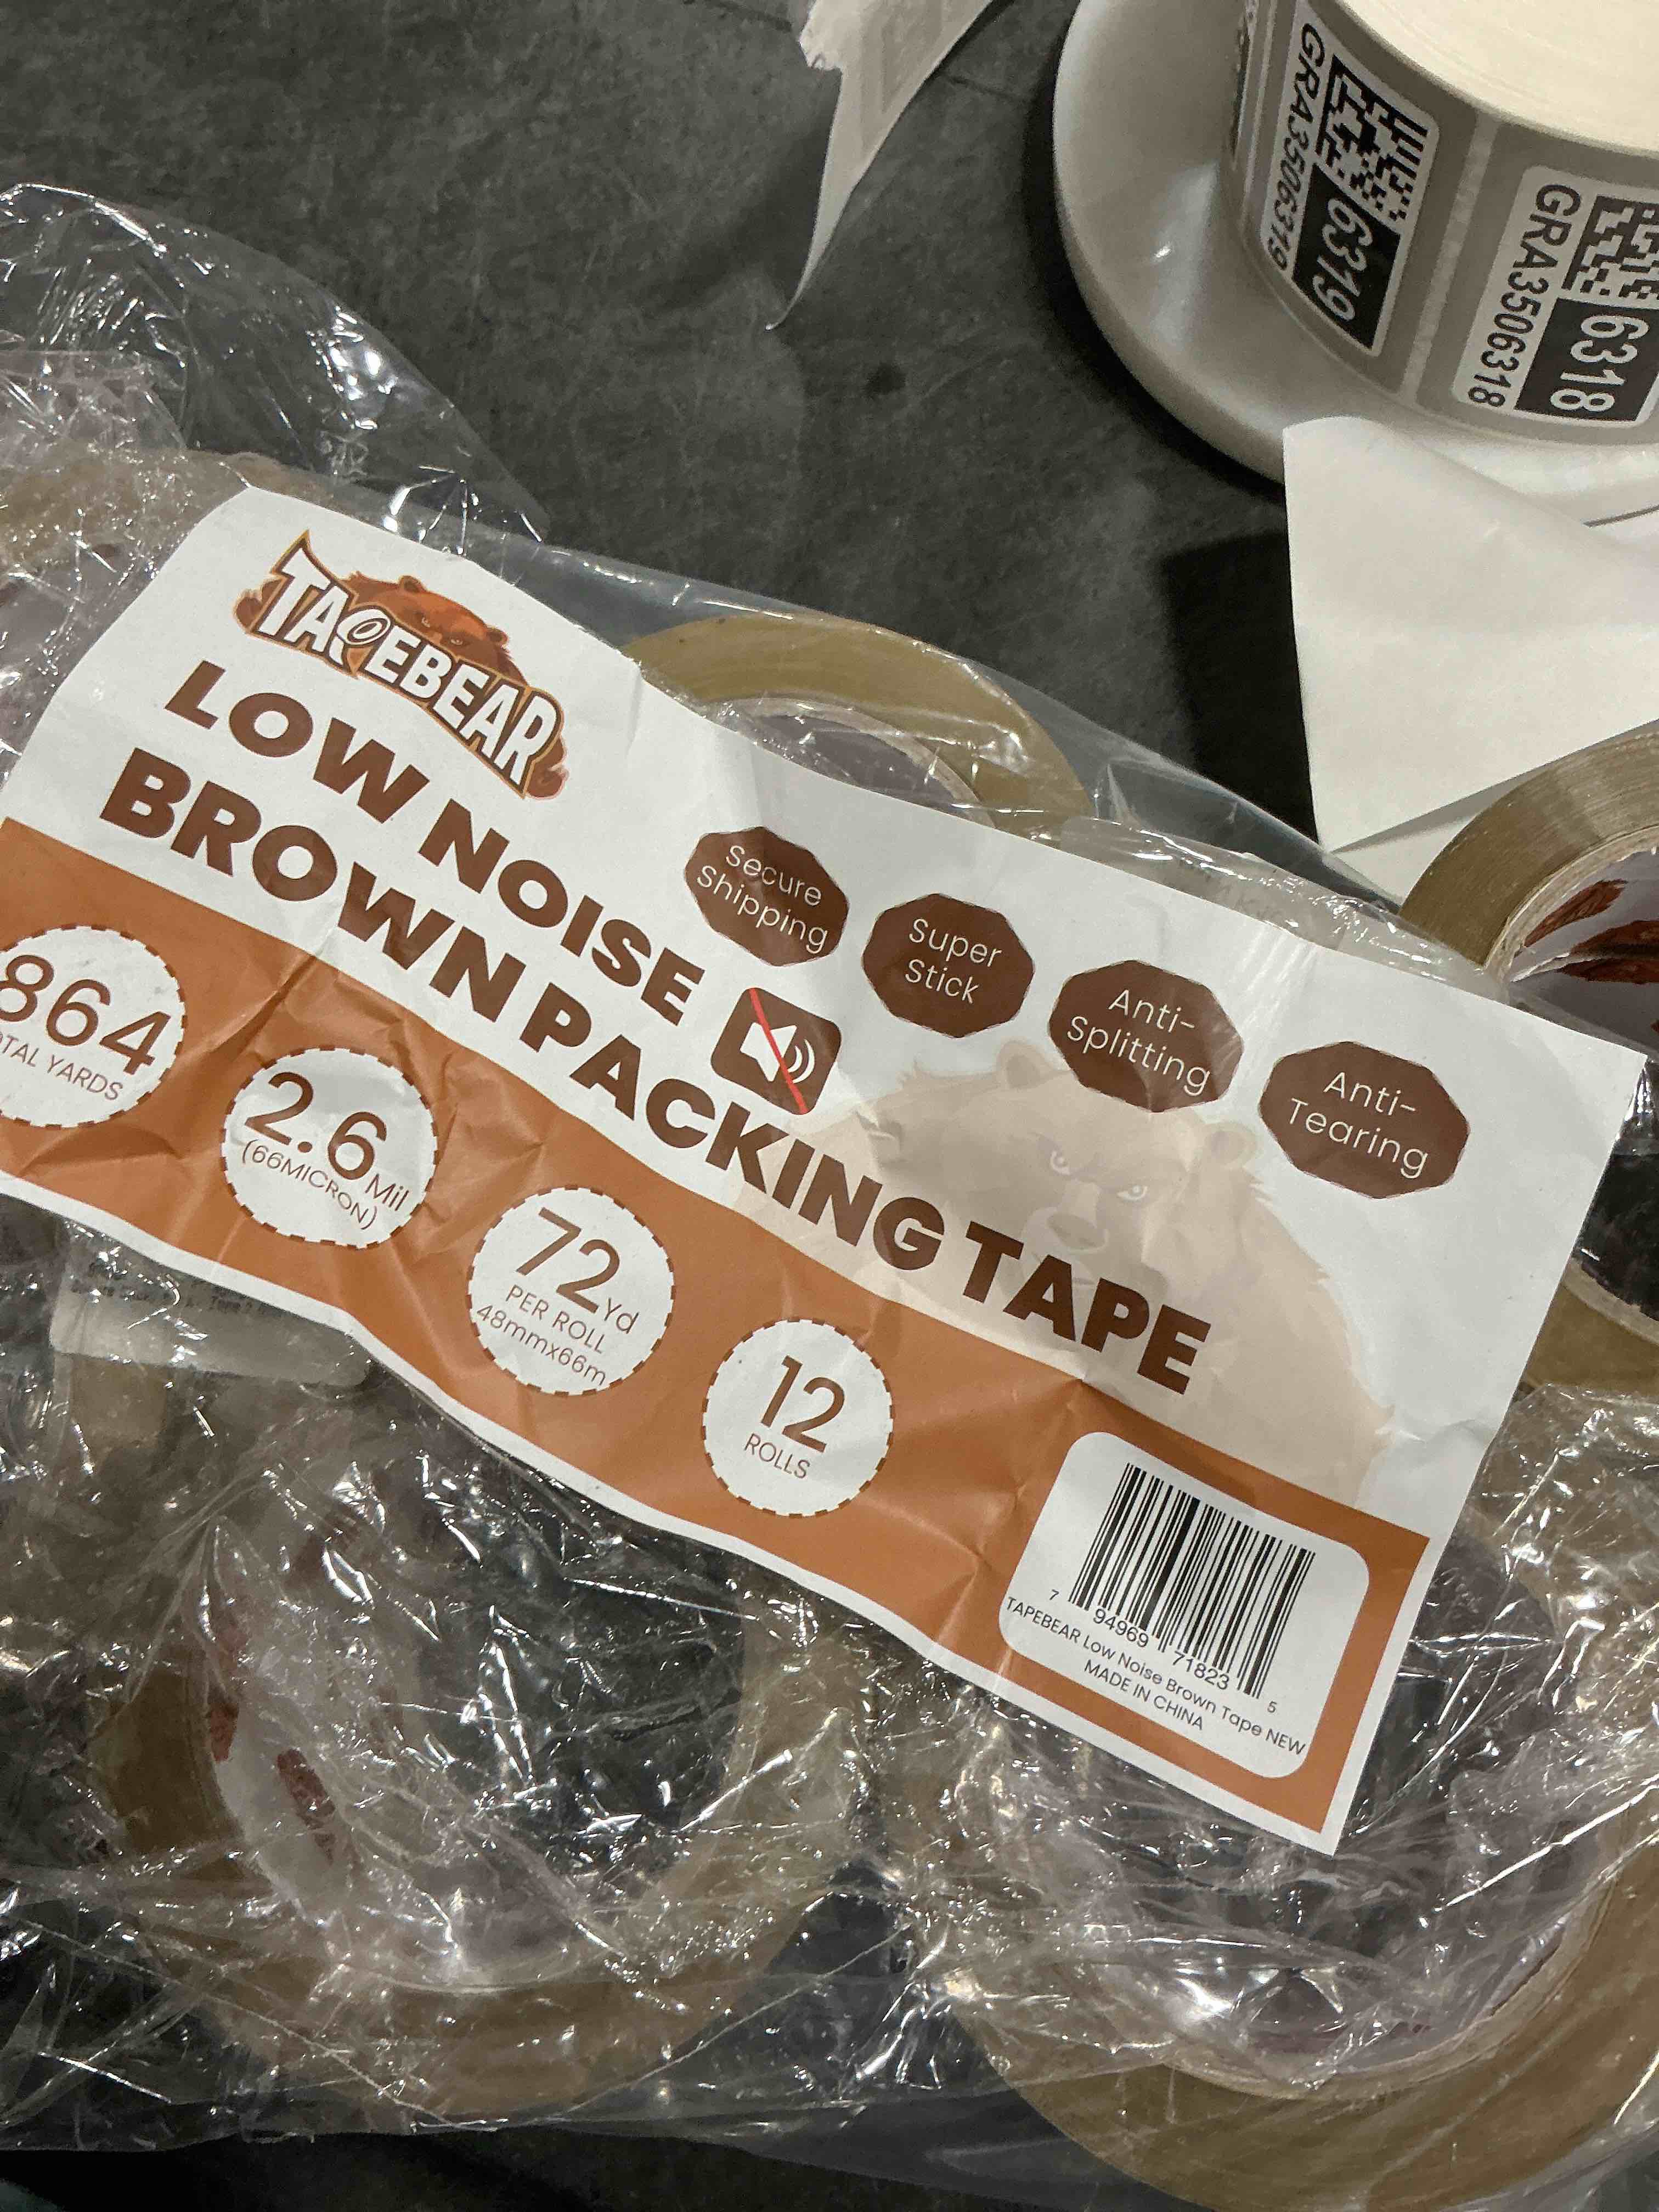 GRA3506319
6319
GRA3506318
6318
TAPEBEAR
LOW NOISE
BROWN PACKING TAPE
Secure
Shipping
Super
Stick
Anti-
Splitting
Anti-
Tearing
864
TAL YARDS
2.6 Mil
(66MICRON)
72 Yd
PER ROLL
48mmx66m
12
ROLLS
7 94969 71823 5
TAPEBEAR Low Noise Brown Tape NEW
MADE IN CHINA